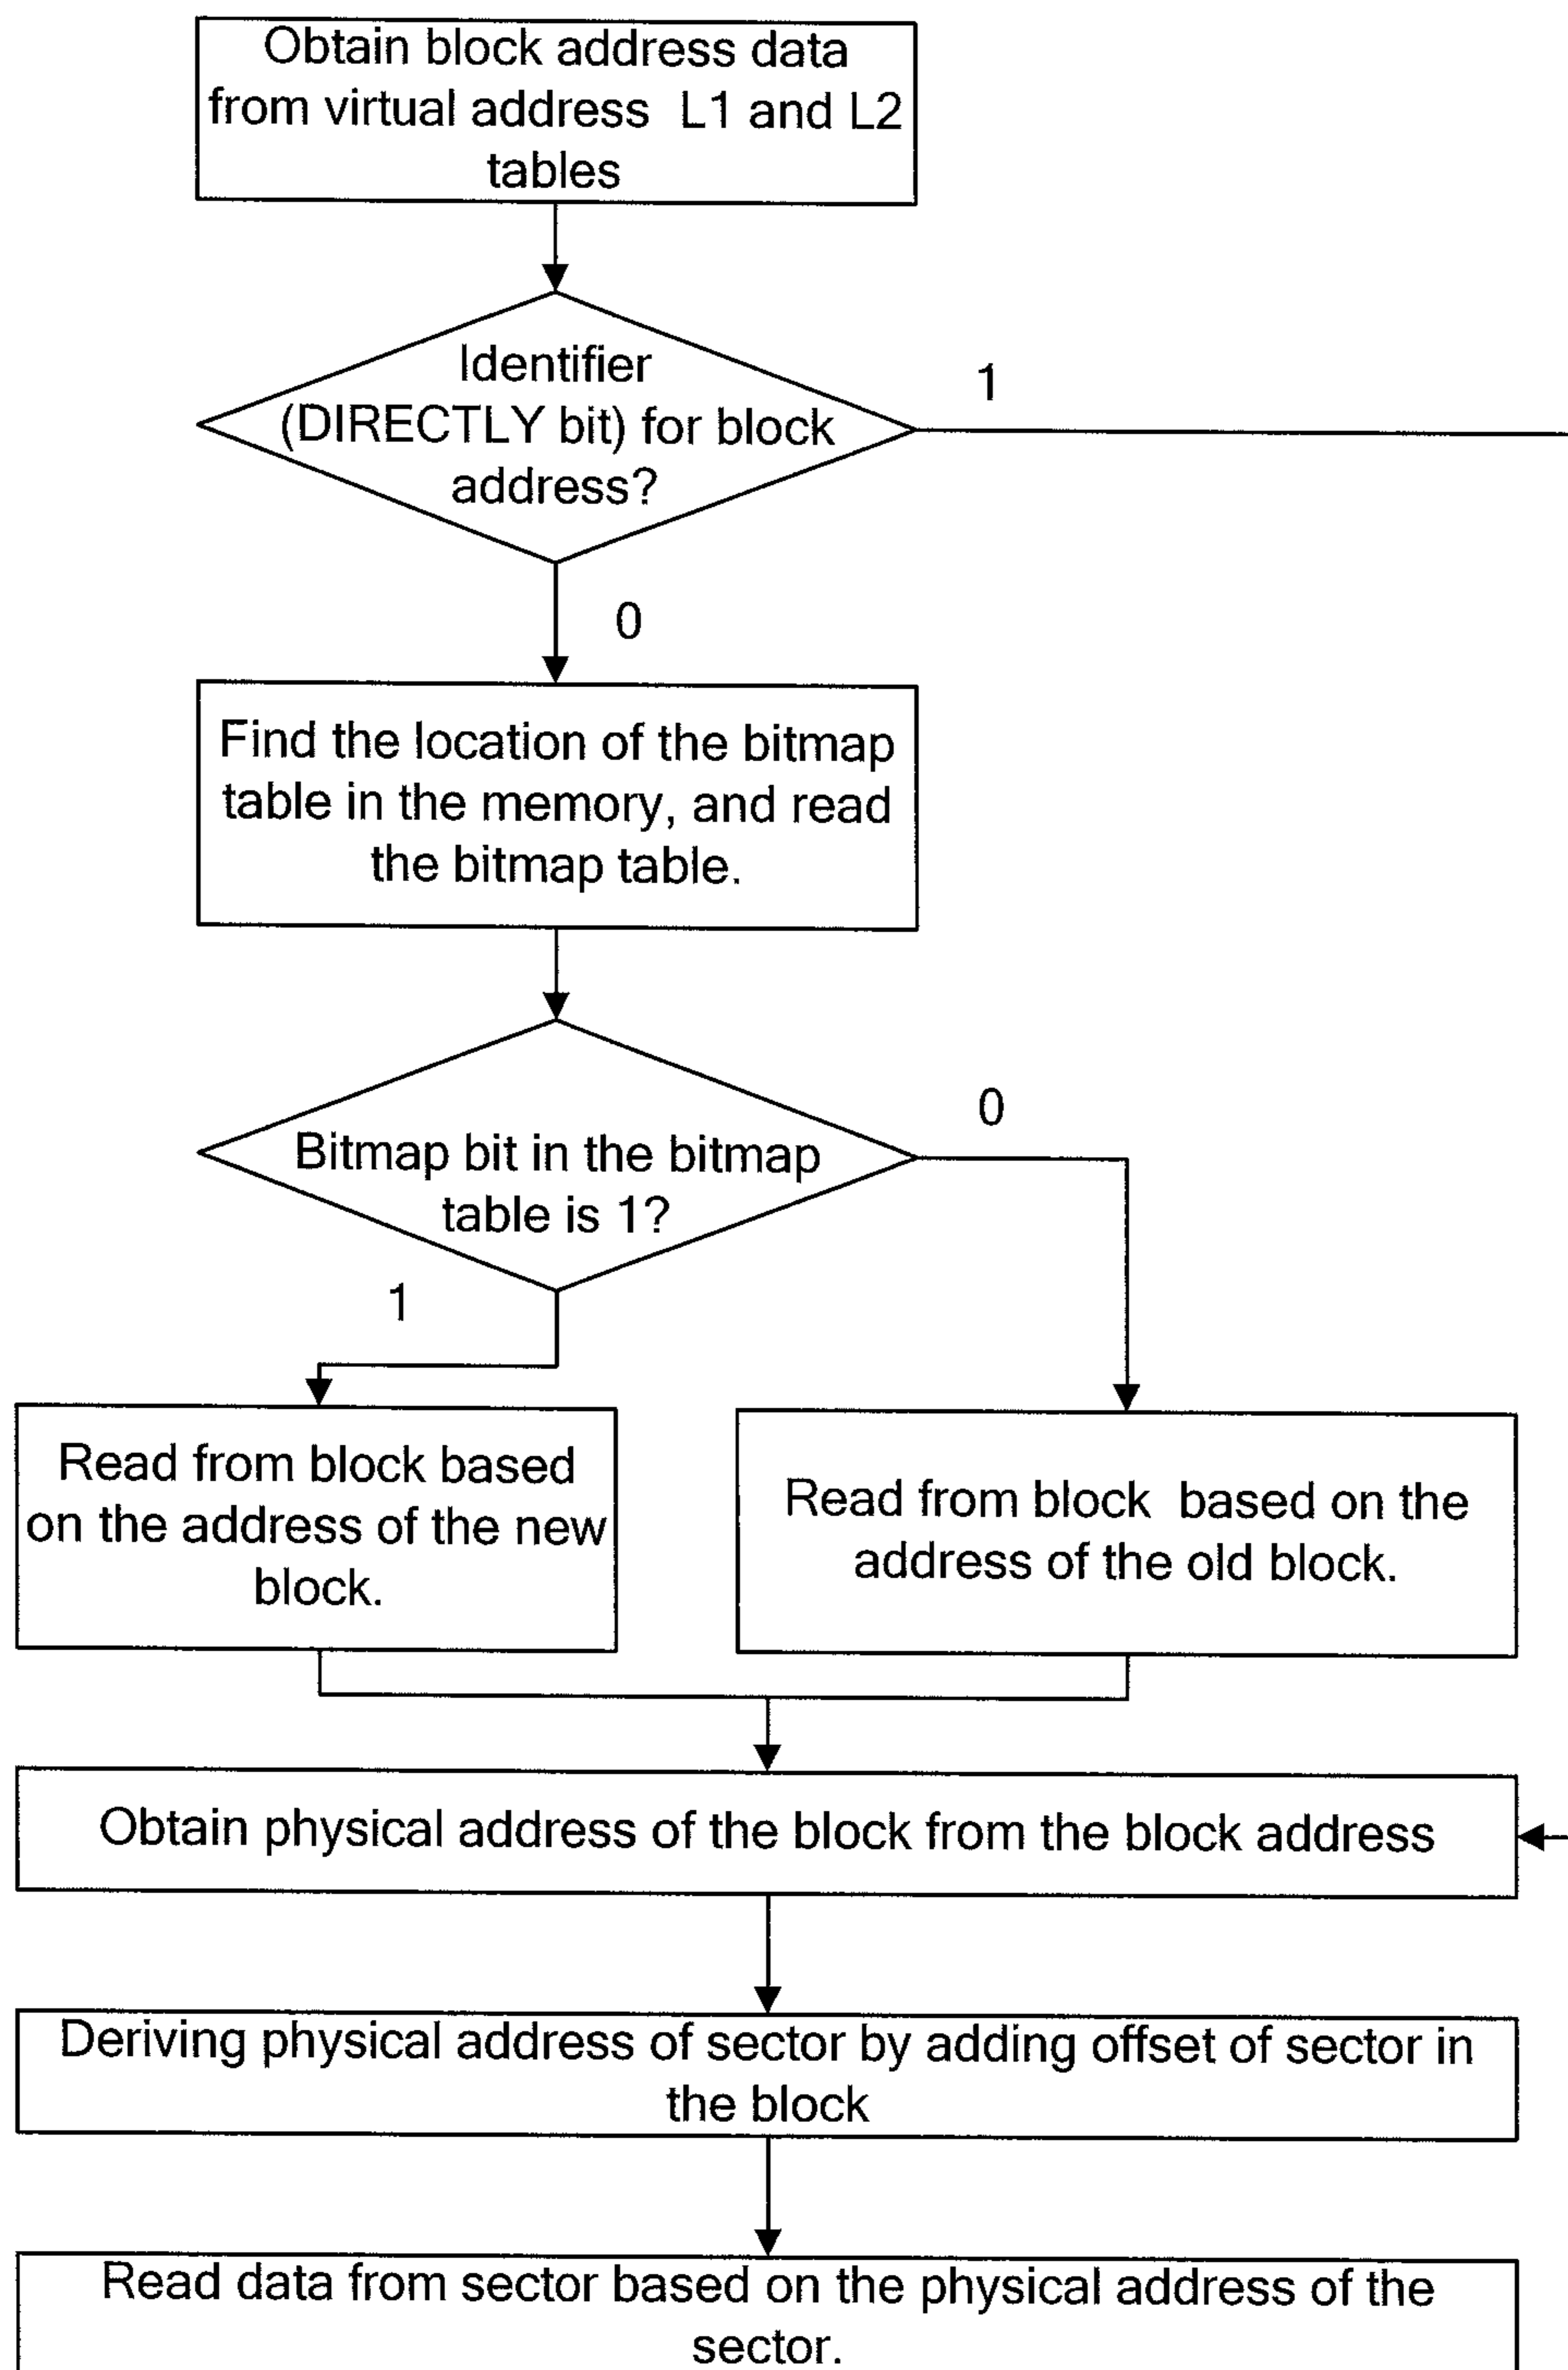 Obtain block address data
from virtual address L1 and L2
tables
Identifier
(DIRECTLY bit) for block
address?
1
0
Find the location of the bitmap
table in the memory, and read
the bitmap table.
Bitmap bit in the bitmap
table is 1?
0
1
Read from block based
on the address of the new
block.
Read from block based on the
address of the old block.
Obtain physical address of the block from the block address
Deriving physical address of sector by adding offset of sector in
the block
Read data from sector based on the physical address of the
sector.